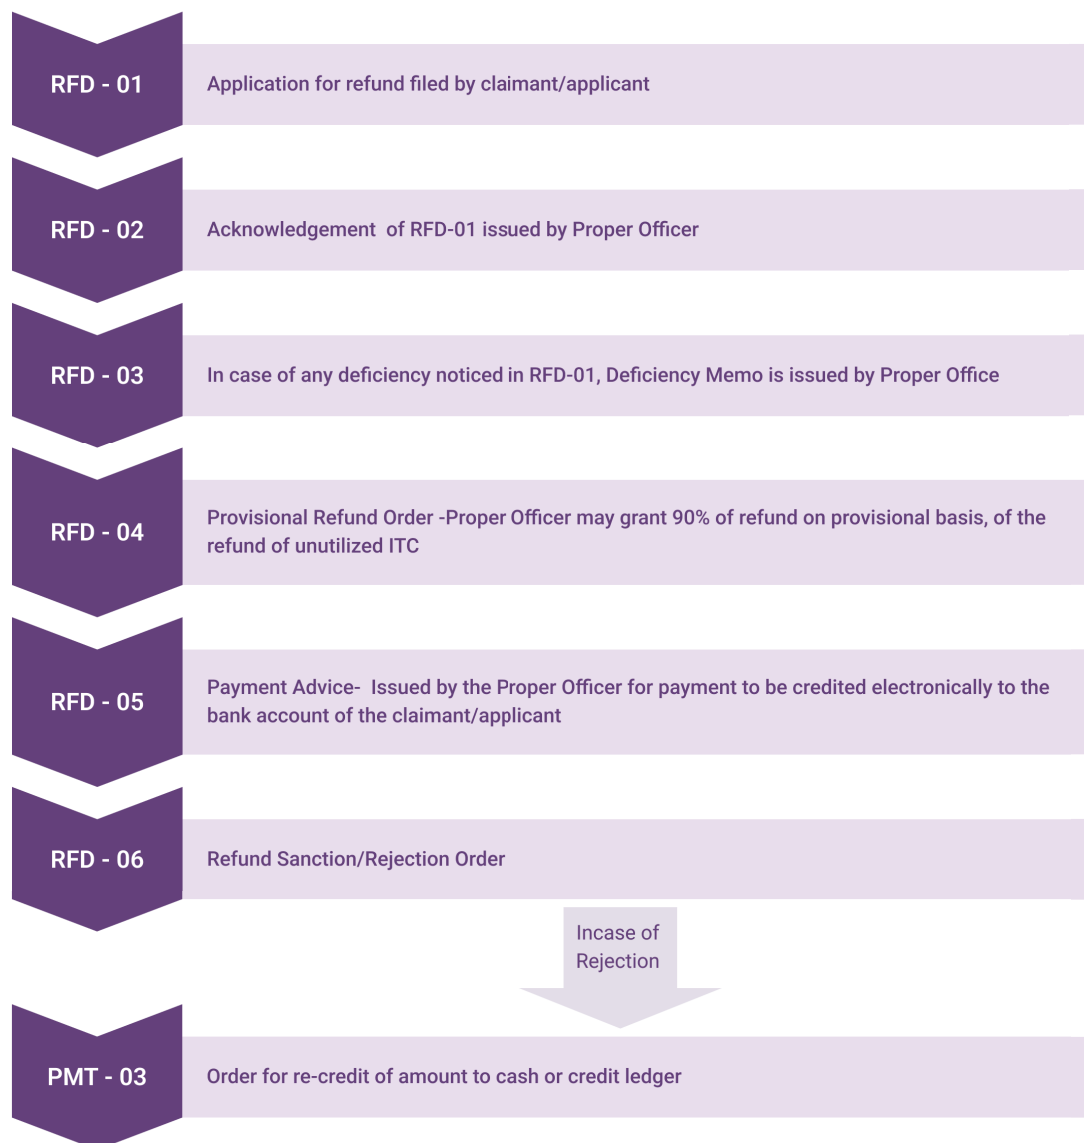 RFD - 01
Application for refund filed by claimant/applicant
RFD - 02
Acknowledgement of RFD-01 issued by Proper Officer
RFD - 03
In case of any deficiency noticed in RFD-01, Deficiency Memo is issued by Proper Office
RFD - 04
Provisional Refund Order -Proper Officer may grant 90% of refund on provisional basis, of the
refund of unutilized ITC
RFD - 05
Payment Advice- Issued by the Proper Officer for payment to be credited electronically to the
bank account of the claimant/applicant
RFD - 06
Refund Sanction/Rejection Order
Incase of
Rejection
PMT - 03
Order for re-credit of amount to cash or credit ledger